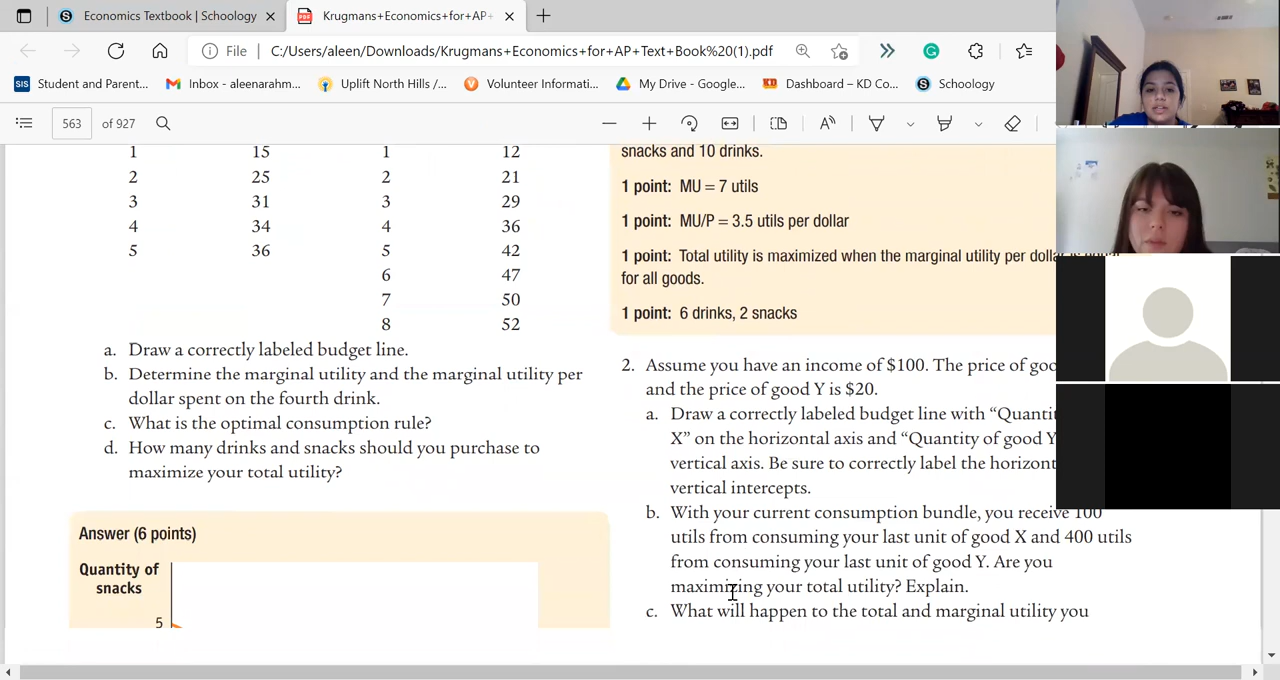 Economics Textbook | Schoology
Krugmans+Economics+for+AP+
File
C:/Users/aleen/Downloads/Krugmans+Economics+for+AP+Text+Book%20(1).pdf
SIS Student and Parent...
Inbox - aleenarahm...
Uplift North Hills /...
Volunteer Informati...
My Drive - Google...
KD Dashboard – KD Co...
S Schoology
563 of 927
1 15 1 12
2 25 2 21
3 31 3 29
4 34 4 36
5 36 5 42
6 47
7 50
8 52
a. Draw a correctly labeled budget line.
b. Determine the marginal utility and the marginal utility per
dollar spent on the fourth drink.
c. What is the optimal consumption rule?
d. How many drinks and snacks should you purchase to
maximize your total utility?
Answer (6 points)
Quantity of
snacks
5
snacks and 10 drinks.
1 point: MU = 7 utils
1 point: MU/P = 3.5 utils per dollar
1 point: Total utility is maximized when the marginal utility per dollar is
for all goods.
1 point: 6 drinks, 2 snacks
2. Assume you have an income of $100. The price of
and the price of good Y is $20.
a. Draw a correctly labeled budget line with
X” on the horizontal axis and “Quantity of good Y
vertical axis. Be sure to correctly label the
vertical intercepts.
b. With your current consumption bundle, you receive 100
utils from consuming your last unit of good X and 400 utils
from consuming your last unit of good Y. Are you
maximizing your total utility? Explain.
c. What will happen to the total and marginal utility you